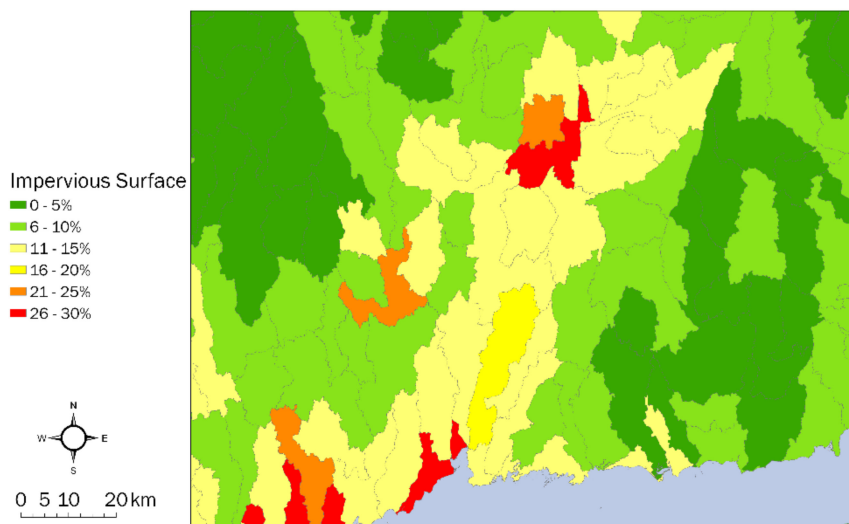 Impervious Surface
0 - 5%
6 - 10%
11 - 15%
16 - 20%
21 - 25%
26 - 30%
N
W E
S
0 5 10 20 km